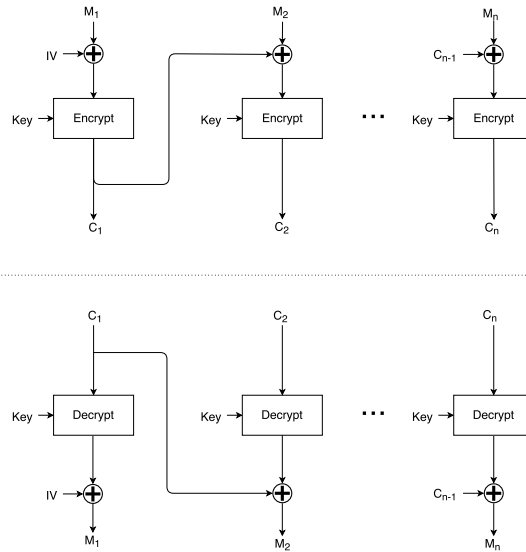 M₁ M₂ Mₙ
IV Cₙ₋₁
Key Encrypt Key Encrypt ... Key Encrypt
C₁ C₂ Cₙ
C₁ C₂ Cₙ
Key Decrypt Key Decrypt ... Key Decrypt
IV Cₙ₋₁
M₁ M₂ Mₙ